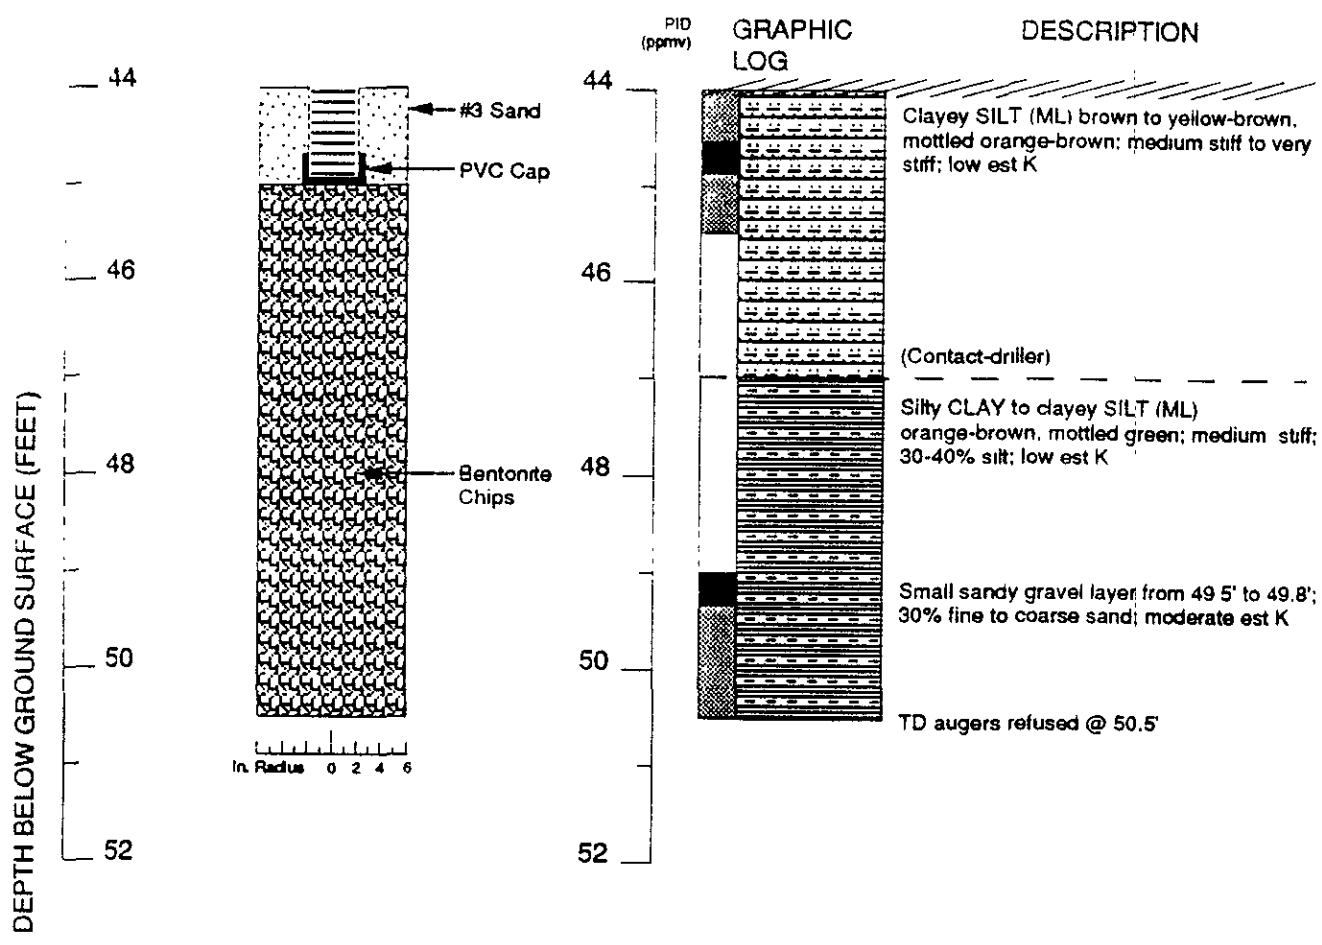 DEPTH BELOW GROUND SURFACE (FEET)
44
46
48
50
52
#3 Sand
PVC Cap
Bentonite
Chips
In. Radius 0 2 4 6
PID
(ppmv)
GRAPHIC
LOG
DESCRIPTION
44
46
48
50
52
Clayey SILT (ML) brown to yellow-brown,
mottled orange-brown; medium stiff to very
stiff; low est K
(Contact-driller)
Silty CLAY to clayey SILT (ML)
orange-brown, mottled green; medium stiff;
30-40% silt; low est K
Small sandy gravel layer from 49 5' to 49.8';
30% fine to coarse sand; moderate est K
TD augers refused @ 50.5'